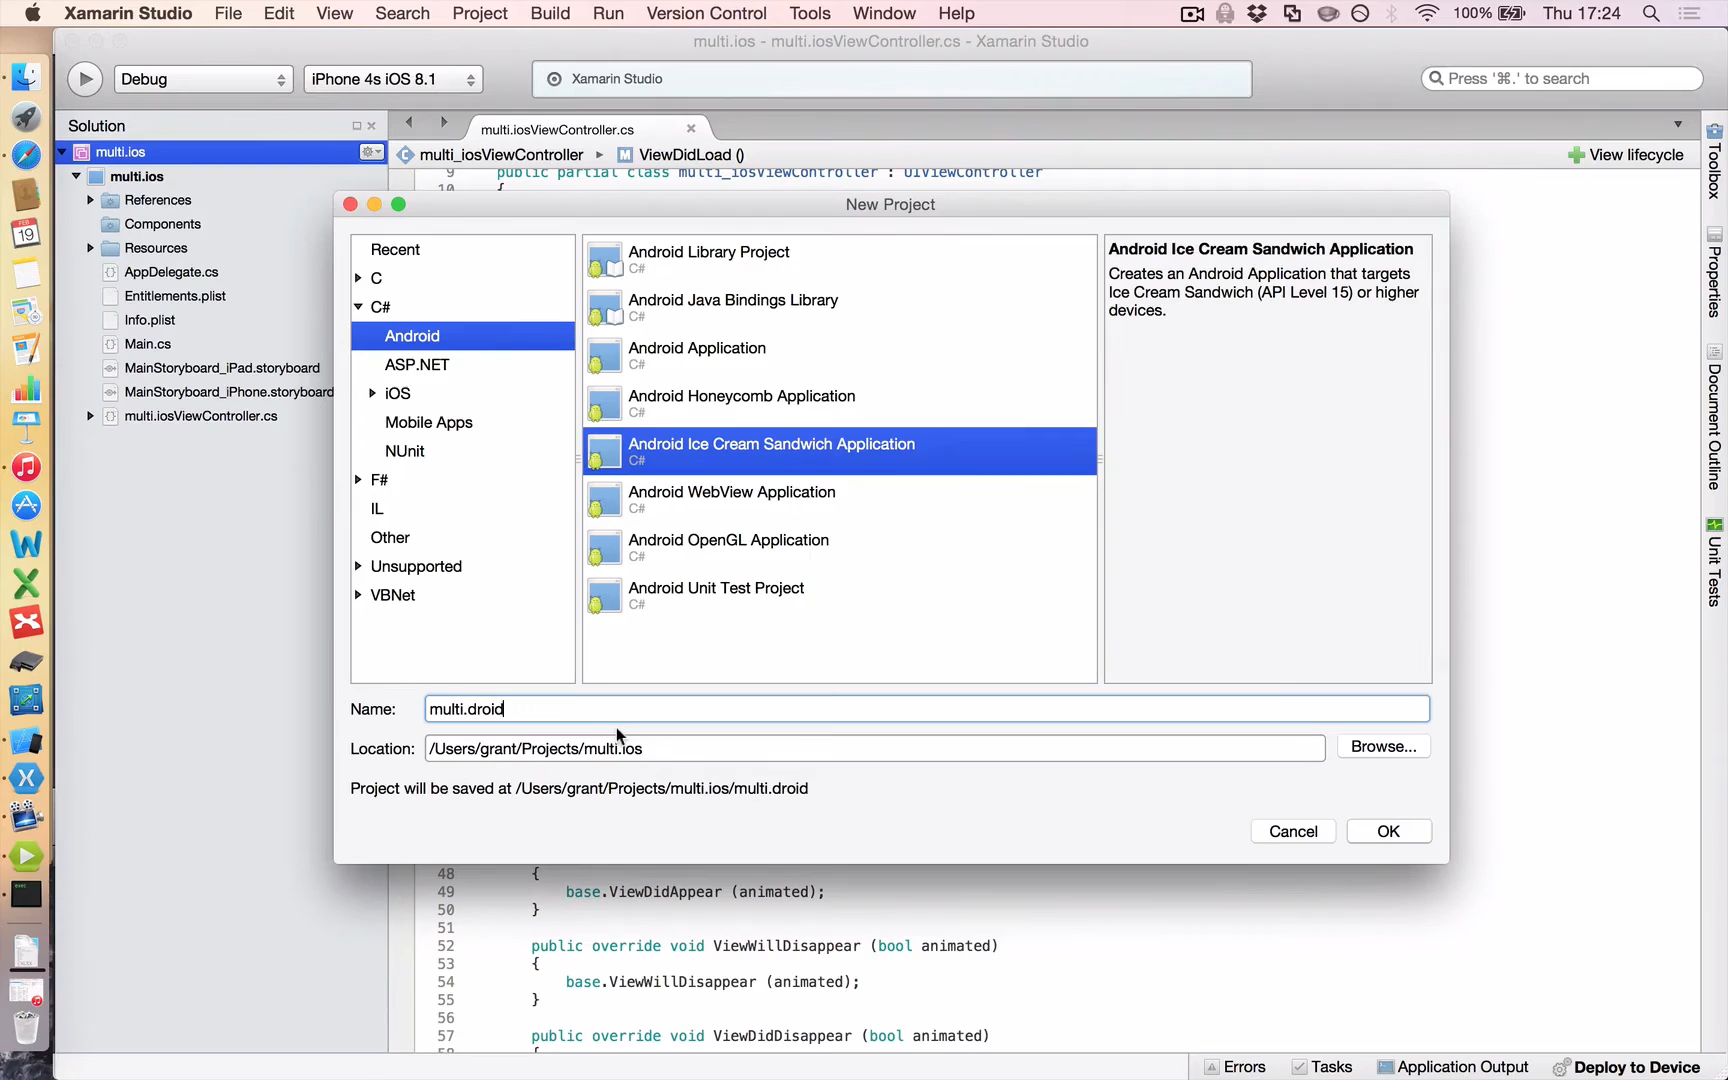 Xamarin Studio File Edit View Search Project Build Run Version Control Tools Window Help 100% Thu 17:24
multi.ios - multi.iosViewController.cs - Xamarin Studio
Debug iPhone 4s iOS 8.1 Xamarin Studio Press '⌘.' to search
Solution
multi.iosViewController.cs
multi.ios
multi_iosViewController ViewDidLoad () View lifecycle
multi.ios
References
Components
Resources
AppDelegate.cs
Entitlements.plist
Info.plist
Main.cs
MainStoryboard_iPad.storyboard
MainStoryboard_iPhone.storyboard
multi.iosViewController.cs
9 public partial class multi_iosViewController : UIViewController
10 {
New Project
Recent
C
C#
Android
ASP.NET
iOS
Mobile Apps
NUnit
F#
IL
Other
Unsupported
VBNet
Android Library Project
C#
Android Java Bindings Library
C#
Android Application
C#
Android Honeycomb Application
C#
Android Ice Cream Sandwich Application
C#
Android WebView Application
C#
Android OpenGL Application
C#
Android Unit Test Project
C#
Android Ice Cream Sandwich Application
Creates an Android Application that targets
Ice Cream Sandwich (API Level 15) or higher
devices.
Name: multi.droid
Location: /Users/grant/Projects/multi.ios Browse...
Project will be saved at /Users/grant/Projects/multi.ios/multi.droid
Cancel OK
48 {
49 base.ViewDidAppear (animated);
50 }
51
52 public override void ViewWillDisappear (bool animated)
53 {
54 base.ViewWillDisappear (animated);
55 }
56
57 public override void ViewDidDisappear (bool animated)
Toolbox
Properties
Document Outline
Unit Tests
Errors Tasks Application Output Deploy to Device
FEB
19
exec